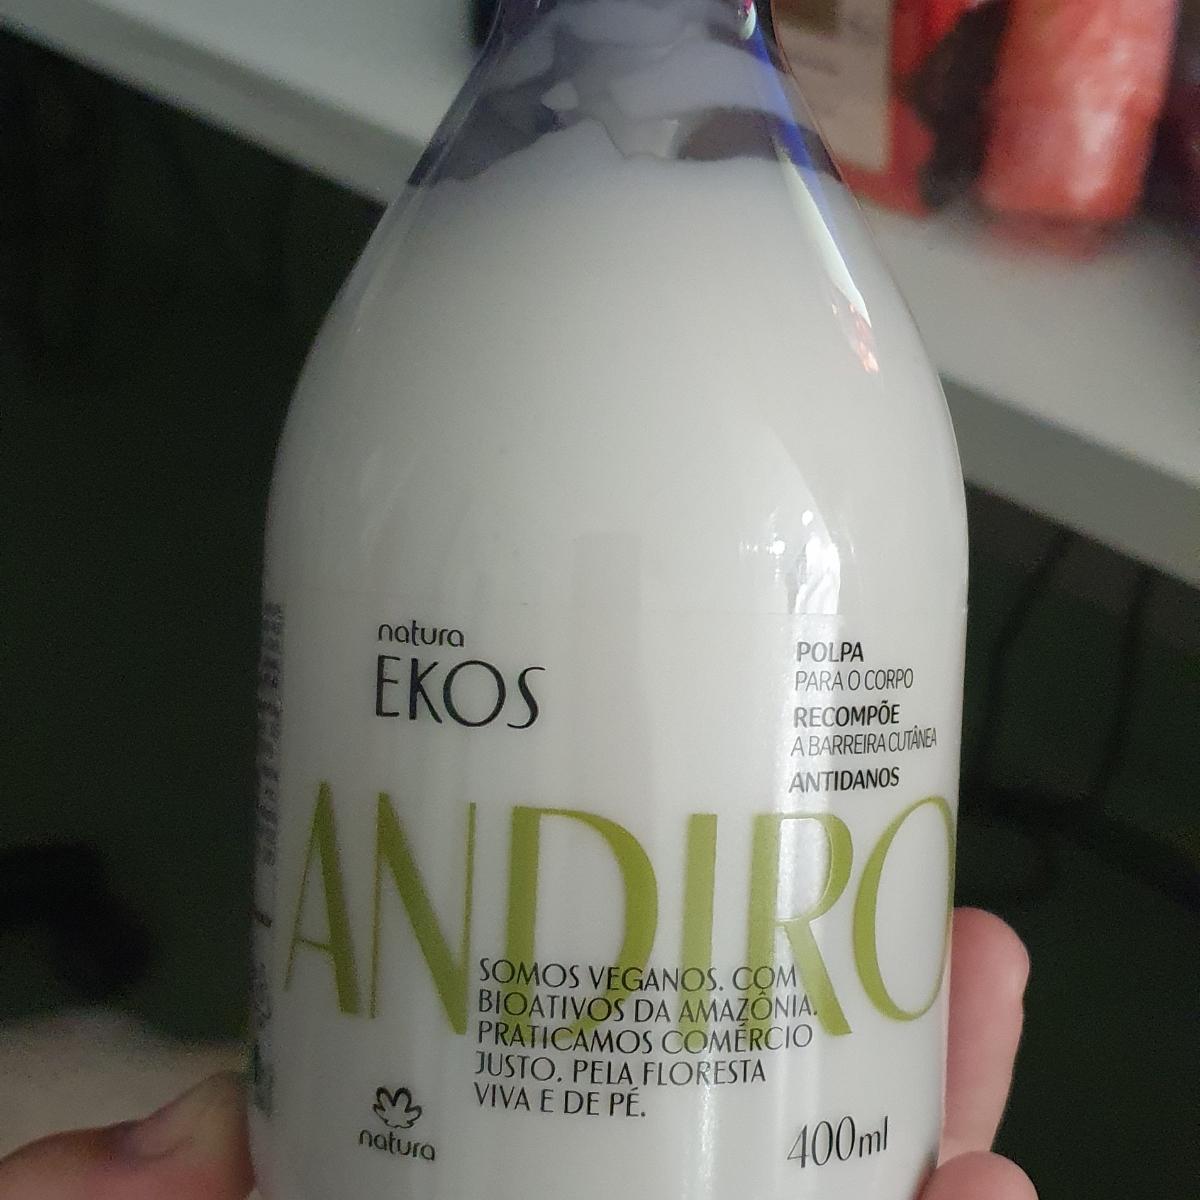 natura
EKOS
POLPA
PARA O CORPO
RECOMPÕE
A BARREIRA CUTÂNEA
ANTIDANOS
ANDIRO
SOMOS VEGANOS. COM
BIOATIVOS DA AMAZÔNIA.
PRATICAMOS COMÉRCIO
JUSTO. PELA FLORESTA
VIVA E DE PÉ.
natura
400ml